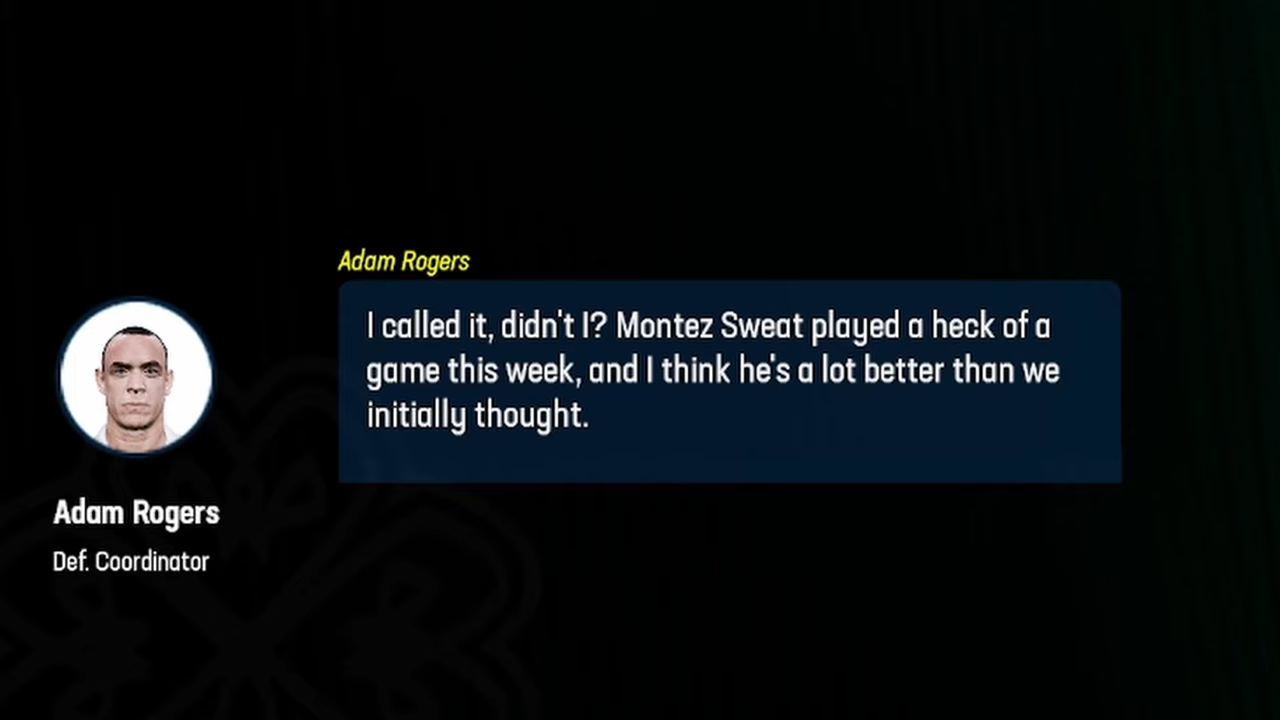 Adam Rogers
I called it, didn't I? Montez Sweat played a heck of a
game this week, and I think he's a lot better than we
initially thought.
Adam Rogers
Def. Coordinator